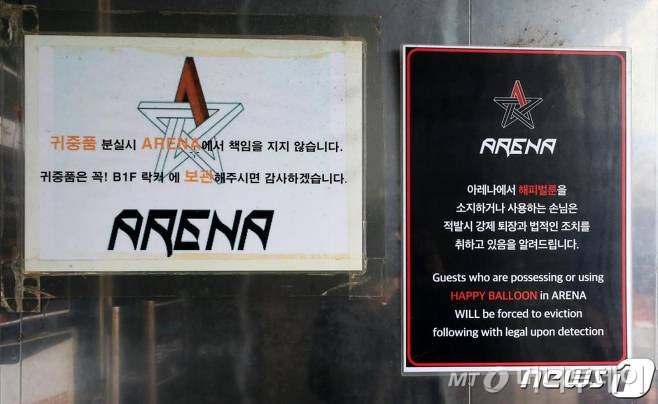 귀중품 분실시 ARENA에서 책임을 지지 않습니다.
귀중품은 꼭! B1F 락커 에 보관해주시면 감사하겠습니다.
ARENA
ARENA
아레나에서 해피벌룬을
소지하거나 사용하는 손님은
적발시 강제 퇴장과 법적인 조치를
취하고 있음을 알려드립니다.
Guests who are possessing or using
HAPPY BALLOON in ARENA
WILL be forced to eviction
following with legal upon detection
news1